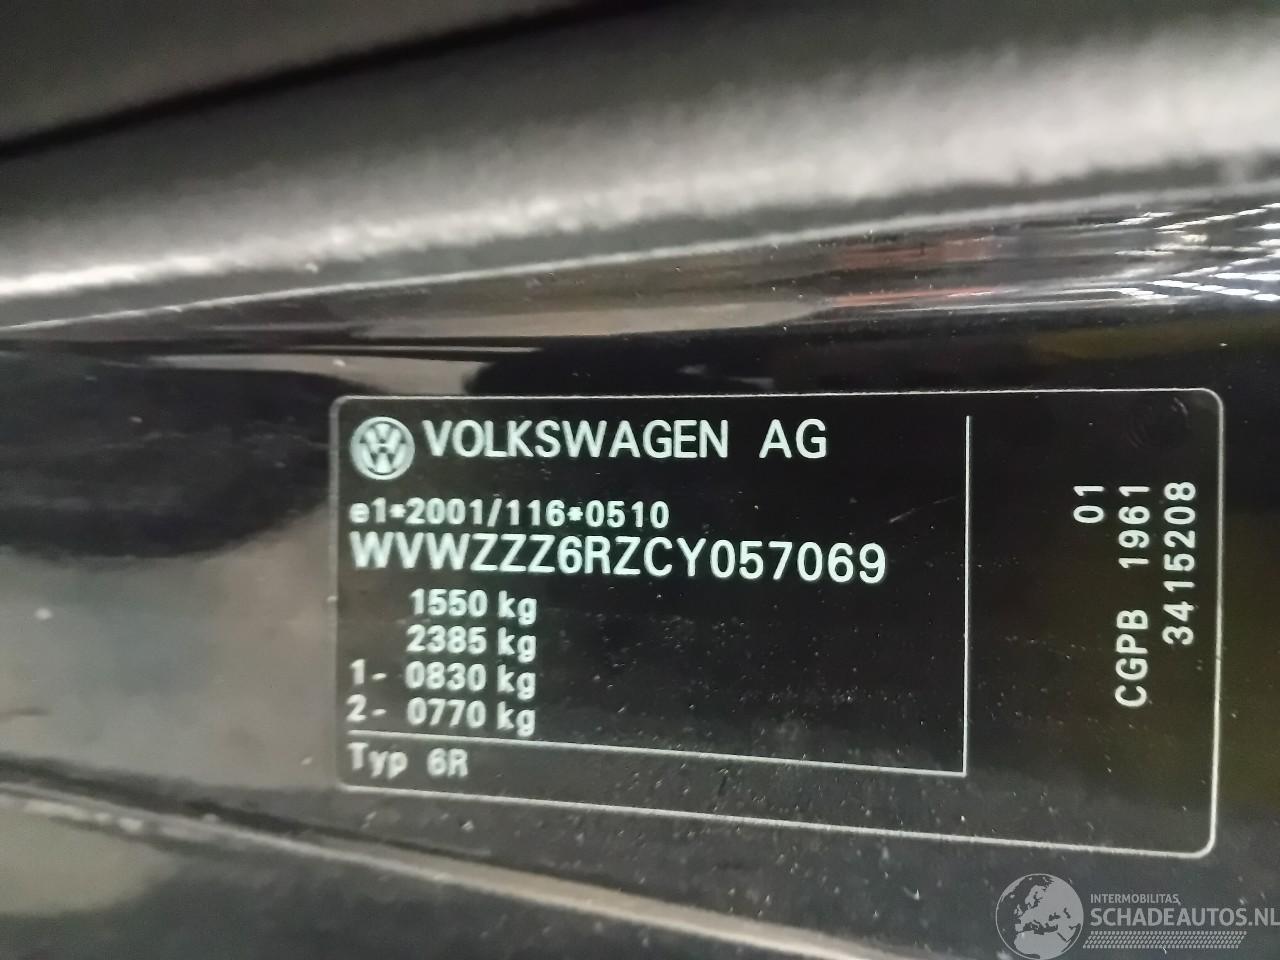 VOLKSWAGEN AG
e1*2001/116*0510
WVWZZZ6RZCY057069
1550 kg
2385 kg
1- 0830 kg
2- 0770 kg
Typ 6R
01
CGPB 1961
3415208
INTERMOBILITAS
SCHADEAUTOS.NL